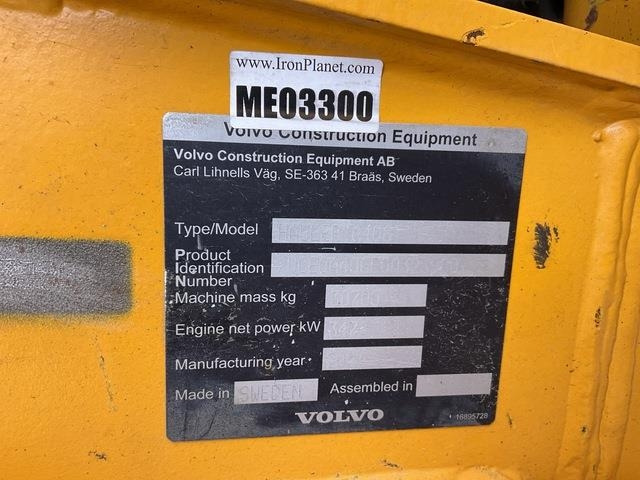 www.IronPlanet.com
ME03300
Volvo Construction Equipment
Volvo Construction Equipment AB
Carl Lihnells Väg, SE-363 41 Braås, Sweden
Type/Model
Product
Identification
Number
Machine mass kg
Engine net power kW
Manufacturing year
Made in SWEDEN Assembled in
VOLVO
16895728